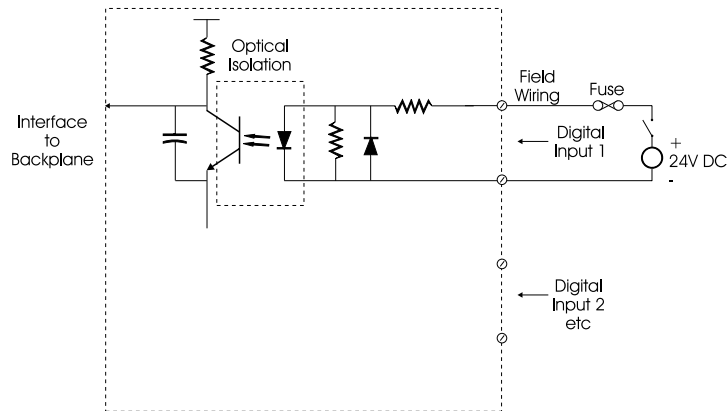 Optical
Isolation
Field
Wiring
Fuse
Interface
to
Backplane
Digital
Input 1
+
24V DC
-
Digital
Input 2
etc